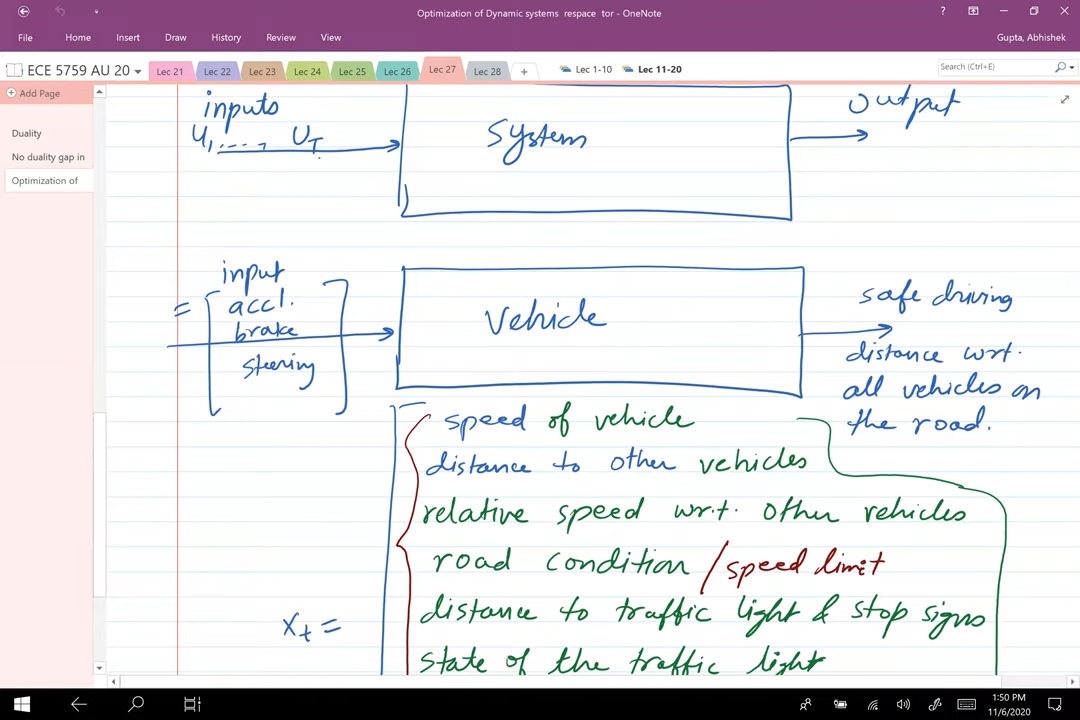 Optimization of Dynamic systems  respace  tor - OneNote
?
Gupta, Abhishek
File Home Insert Draw History Review View
ECE 5759 AU 20
Lec 21 Lec 22 Lec 23 Lec 24 Lec 25 Lec 26 Lec 27 Lec 28 +
Lec 1-10 Lec 11-20
Search (Ctrl+E)
Add Page
Duality
No duality gap in
Optimization of
inputs
u1, ...., UT
System
output
input
= accl.
brake
steering
Vehicle
safe driving
distance w.r.t.
all vehicles on
the road.
speed of vehicle
distance to other vehicles
relative speed w.r.t. other vehicles
road condition / speed limit
distance to traffic light & stop signs
xt =
state of the traffic light
1:50 PM
11/6/2020